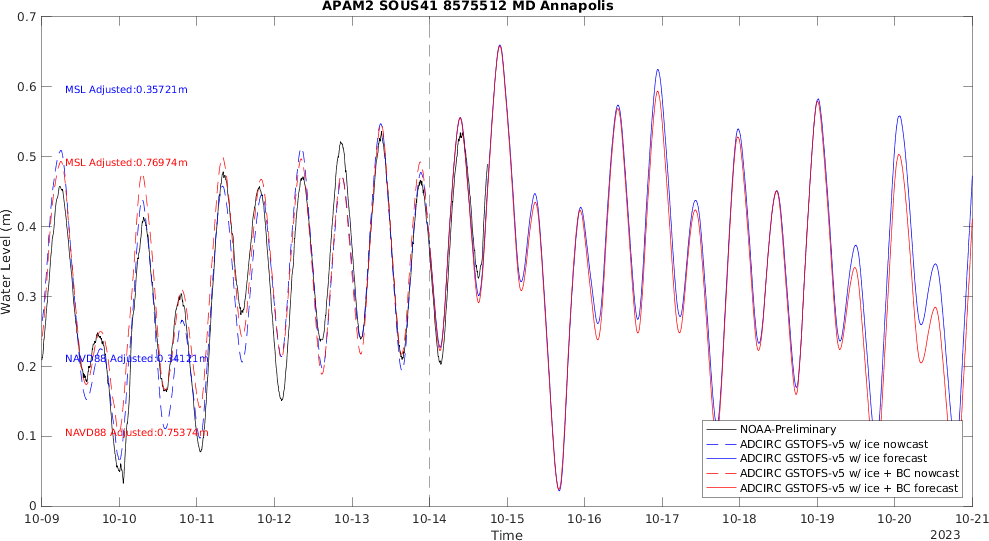 APAM2 SOUS41 8575512 MD Annapolis
0.7
0.6
0.5
0.4
0.3
0.2
0.1
0
Water Level (m)
MSL Adjusted:0.35721m
MSL Adjusted:0.76974m
NAVD88 Adjusted:0.34121m
NAVD88 Adjusted:0.75374m
NOAA-Preliminary
ADCIRC GSTOFS-v5 w/ ice nowcast
ADCIRC GSTOFS-v5 w/ ice forecast
ADCIRC GSTOFS-v5 w/ ice + BC nowcast
ADCIRC GSTOFS-v5 w/ ice + BC forecast
10-09 10-10 10-11 10-12 10-13 10-14 10-15 10-16 10-17 10-18 10-19 10-20 10-21
Time
2023